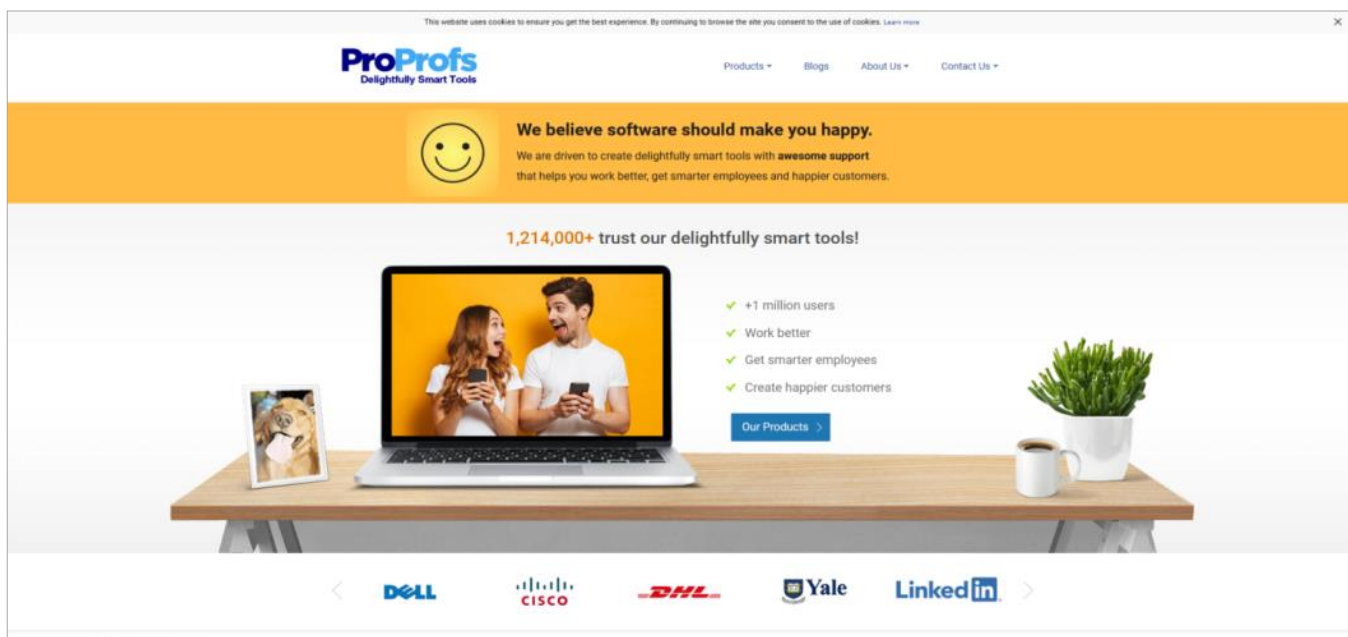 This website uses cookies to ensure you get the best experience. By continuing to browse the site you consent to the use of cookies. Learn more
ProProfs
Delightfully Smart Tools
Products
Blogs
About Us
Contact Us
We believe software should make you happy.
We are driven to create delightfully smart tools with awesome support
that helps you work better, get smarter employees and happier customers.
1,214,000+ trust our delightfully smart tools!
+1 million users
Work better
Get smarter employees
Create happier customers
Our Products
DELL
CISCO
DHL
Yale
Linked in